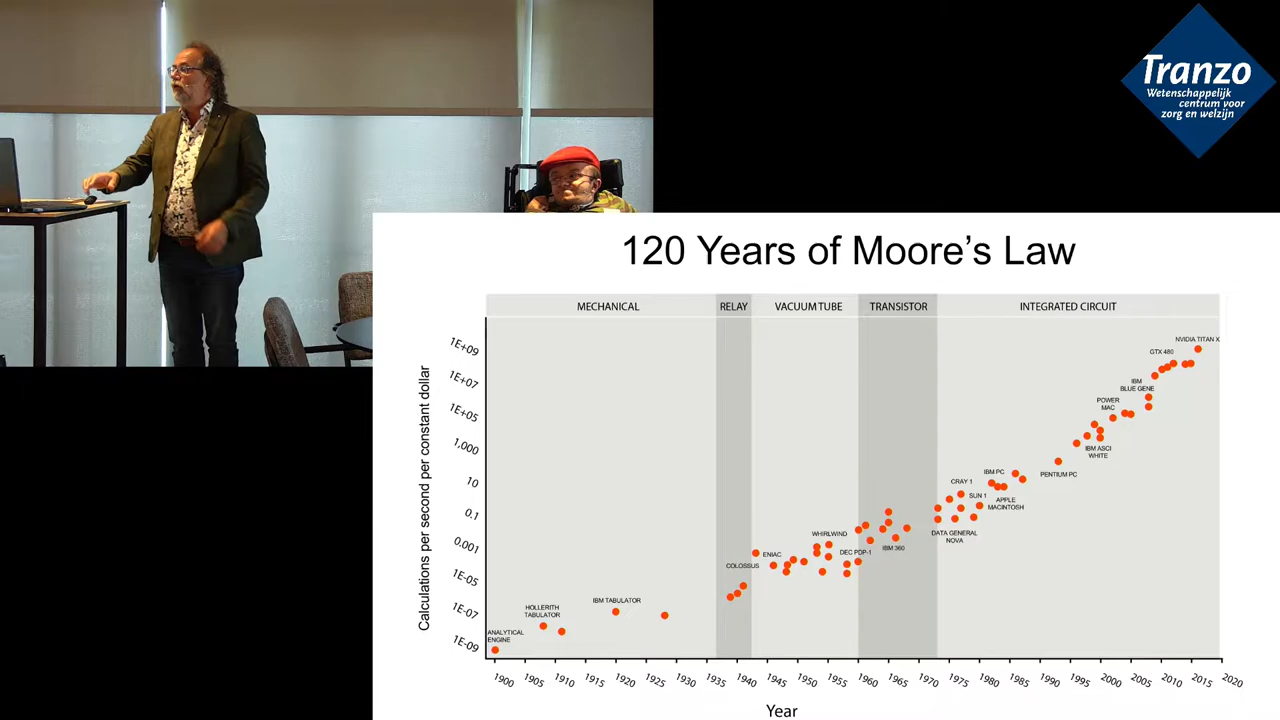 Tranzo
Wetenschappelijk
centrum voor
zorg en welzijn
120 Years of Moore's Law
MECHANICAL
RELAY
VACUUM TUBE
TRANSISTOR
INTEGRATED CIRCUIT
Calculations per second per constant dollar
1E+09
1E+07
1E+05
1,000
10
0.1
0.001
1E-05
1E-07
1E-09
ANALYTICAL
ENGINE
HOLLERITH
TABULATOR
IBM TABULATOR
COLOSSUS
ENIAC
WHIRLWIND
DEC PDP-1
IBM 360
DATA GENERAL
NOVA
CRAY 1
SUN 1
IBM PC
APPLE
MACINTOSH
PENTIUM PC
IBM ASCI
WHITE
POWER
MAC
IBM
BLUE GENE
GTX 480
NVIDIA TITAN X
1900 1905 1910 1915 1920 1925 1930 1935 1940 1945 1950 1955 1960 1965 1970 1975 1980 1985 1990 1995 2000 2005 2010 2015 2020
Year